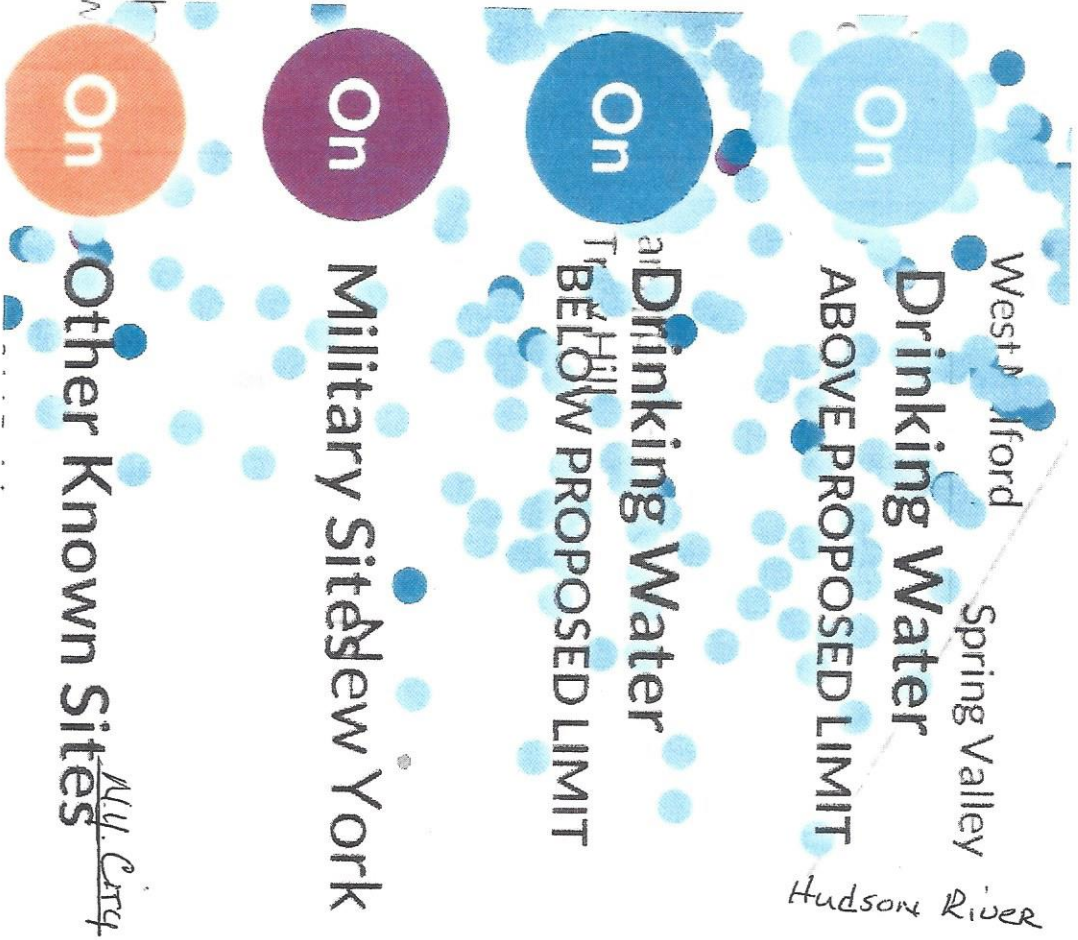 West Milford
Spring Valley
Hudson River
On
Drinking Water
ABOVE PROPOSED LIMIT
On
Drinking Water
Hill
BELOW PROPOSED LIMIT
On
Military Sites
New York
On
Other Known Sites
N.Y. City